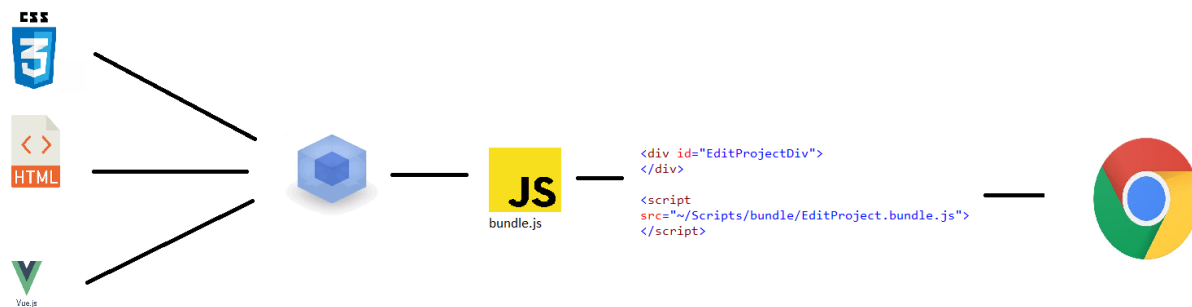 CSS
3
HTML
Vue.js
JS
bundle.js
<div id="EditProjectDiv">
</div>
<script
src="~/Scripts/bundle/EditProject.bundle.js">
</script>